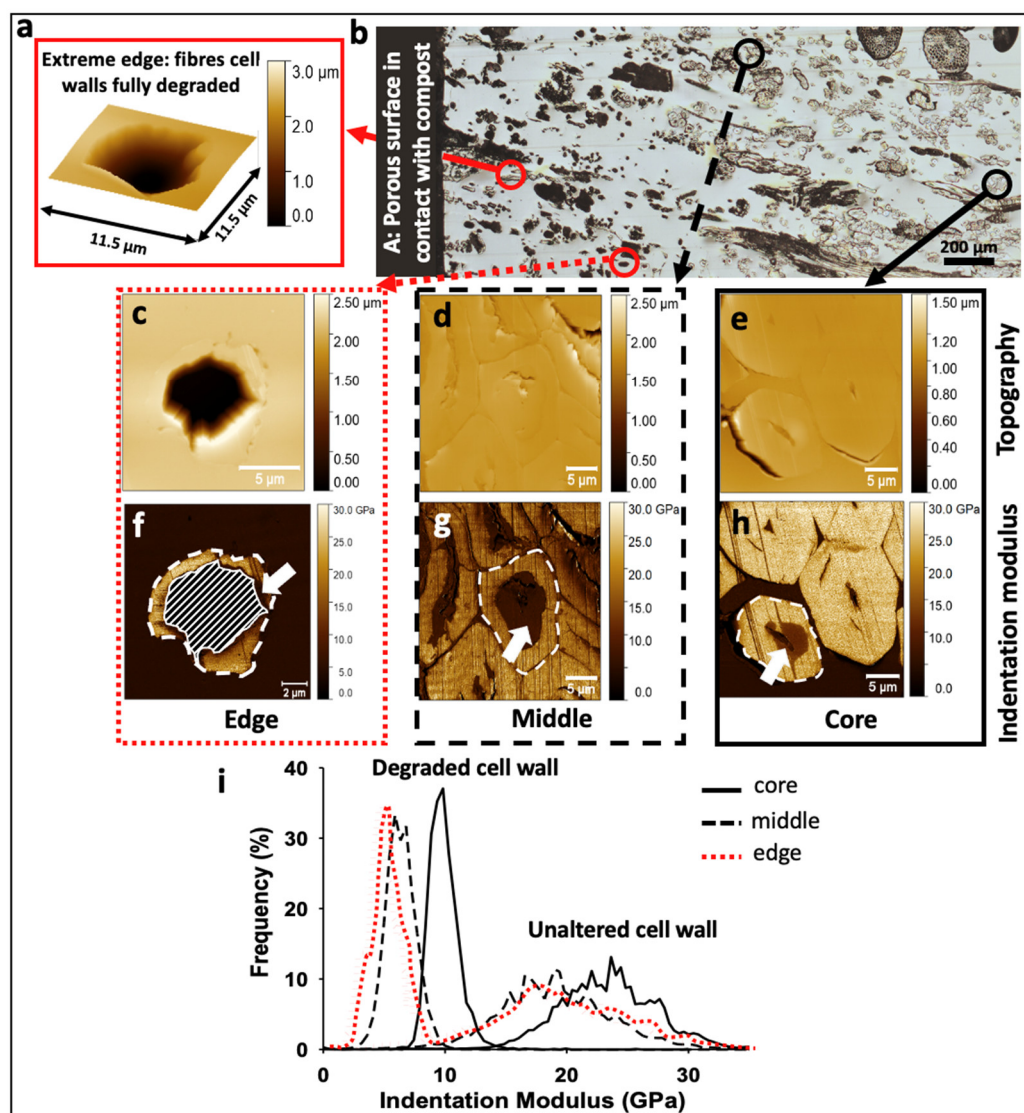 a
Extreme edge: fibres cell
walls fully degraded
3.0 µm
2.0
1.0
0.0
11.5 µm
11.5 µm
b
A: Porous surface in
contact with compost
200 µm
c
2.50 µm
2.00
1.50
1.00
0.50
0.00
5 µm
d
2.50 µm
2.00
1.50
1.00
0.50
0.00
5 µm
e
1.50 µm
1.20
1.00
0.80
0.60
0.40
0.20
0.00
5 µm
Topography
f
30.0 GPa
25.0
20.0
15.0
10.0
5.0
0.0
2 µm
Edge
g
30.0 GPa
25.0
20.0
15.0
10.0
0.0
5 µm
Middle
h
30.0 GPa
25.0
20.0
15.0
10.0
0.0
5 µm
Core
Indentation modulus
i
Degraded cell wall
Unaltered cell wall
core
middle
edge
Frequency (%)
40
30
20
10
0
0
10
20
30
Indentation Modulus (GPa)